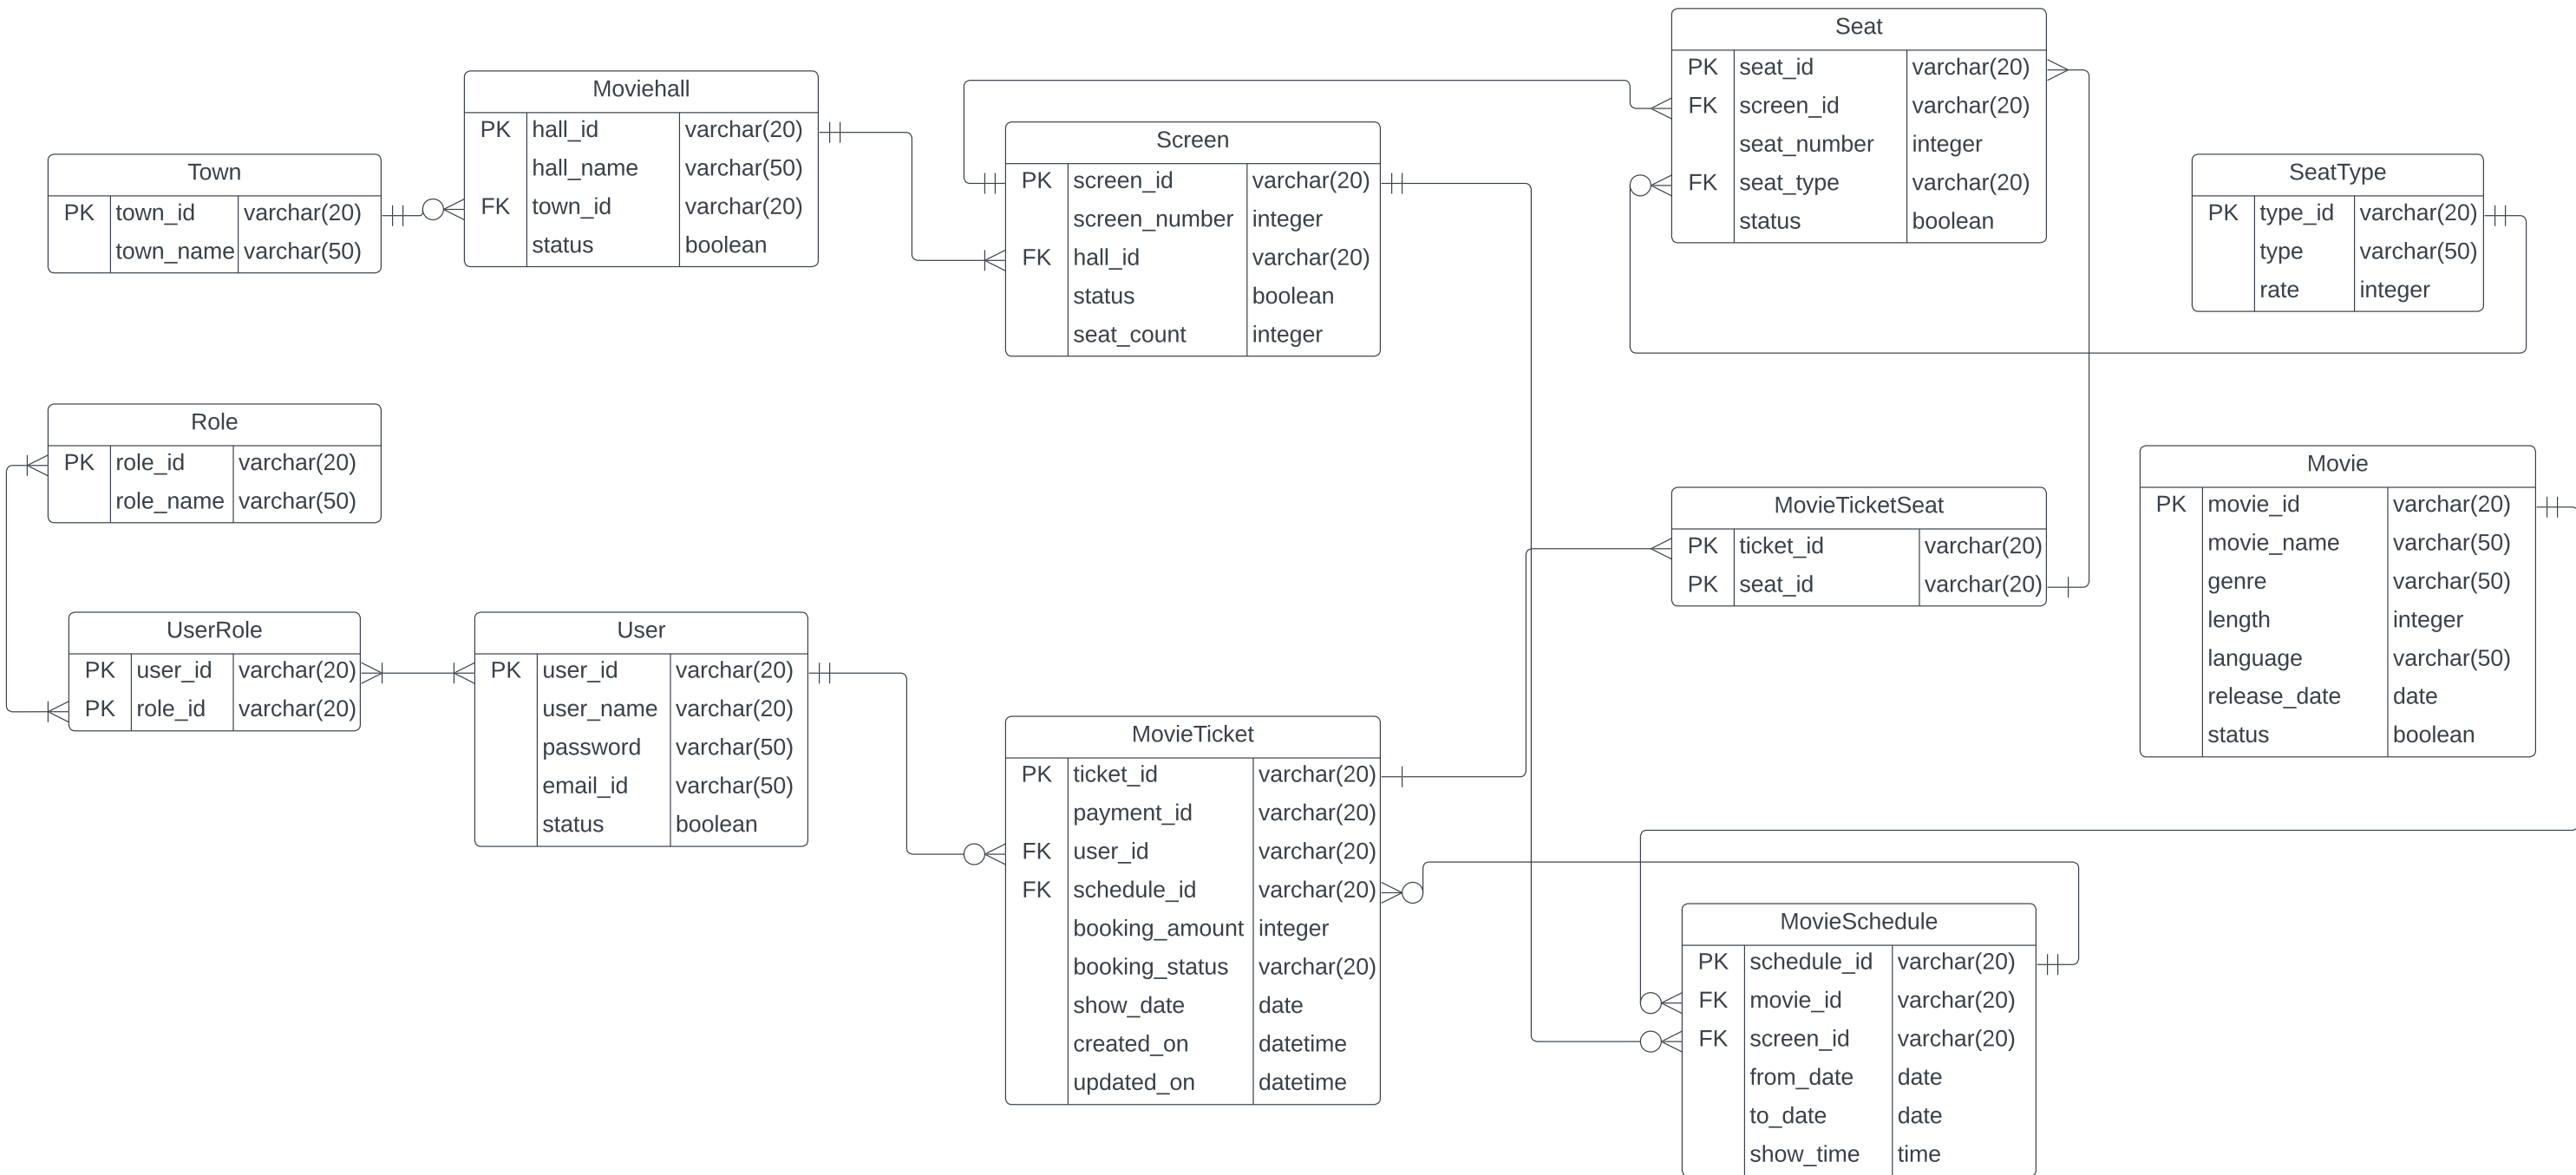 Town
PK town_id varchar(20)
town_name varchar(50)
Moviehall
PK hall_id varchar(20)
hall_name varchar(50)
FK town_id varchar(20)
status boolean
Screen
PK screen_id varchar(20)
screen_number integer
FK hall_id varchar(20)
status boolean
seat_count integer
Seat
PK seat_id varchar(20)
FK screen_id varchar(20)
seat_number integer
FK seat_type varchar(20)
status boolean
SeatType
PK type_id varchar(20)
type varchar(50)
rate integer
Role
PK role_id varchar(20)
role_name varchar(50)
UserRole
PK user_id varchar(20)
PK role_id varchar(20)
User
PK user_id varchar(20)
user_name varchar(20)
password varchar(50)
email_id varchar(50)
status boolean
MovieTicket
PK ticket_id varchar(20)
payment_id varchar(20)
FK user_id varchar(20)
FK schedule_id varchar(20)
booking_amount integer
booking_status varchar(20)
show_date date
created_on datetime
updated_on datetime
MovieTicketSeat
PK ticket_id varchar(20)
PK seat_id varchar(20)
Movie
PK movie_id varchar(20)
movie_name varchar(50)
genre varchar(50)
length integer
language varchar(50)
release_date date
status boolean
MovieSchedule
PK schedule_id varchar(20)
FK movie_id varchar(20)
FK screen_id varchar(20)
from_date date
to_date date
show_time time